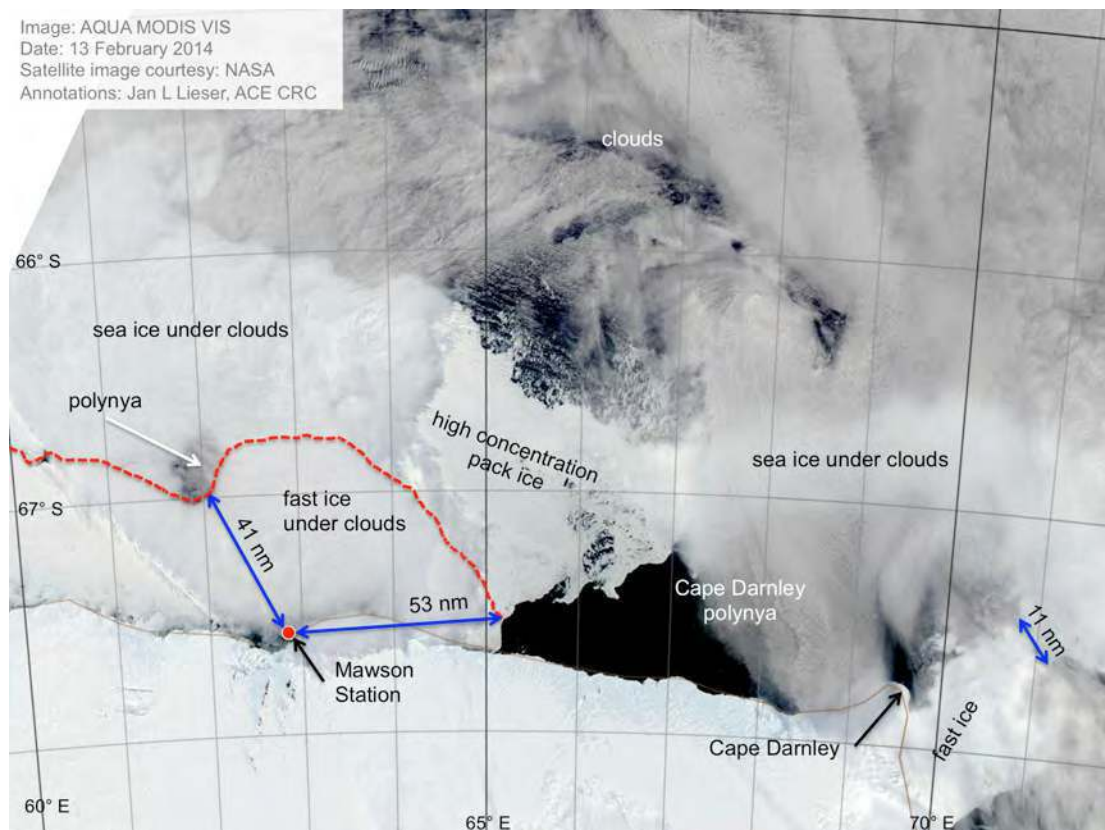 Image: AQUA MODIS VIS
Date: 13 February 2014
Satellite image courtesy: NASA
Annotations: Jan L Lieser, ACE CRC
clouds
66° S
sea ice under clouds
polynya
high concentration
pack ice
sea ice under clouds
67° S
fast ice
under clouds
41 nm
Cape Darnley
polynya
53 nm
11 nm
Mawson
Station
fast ice
Cape Darnley
60° E
65° E
70° E